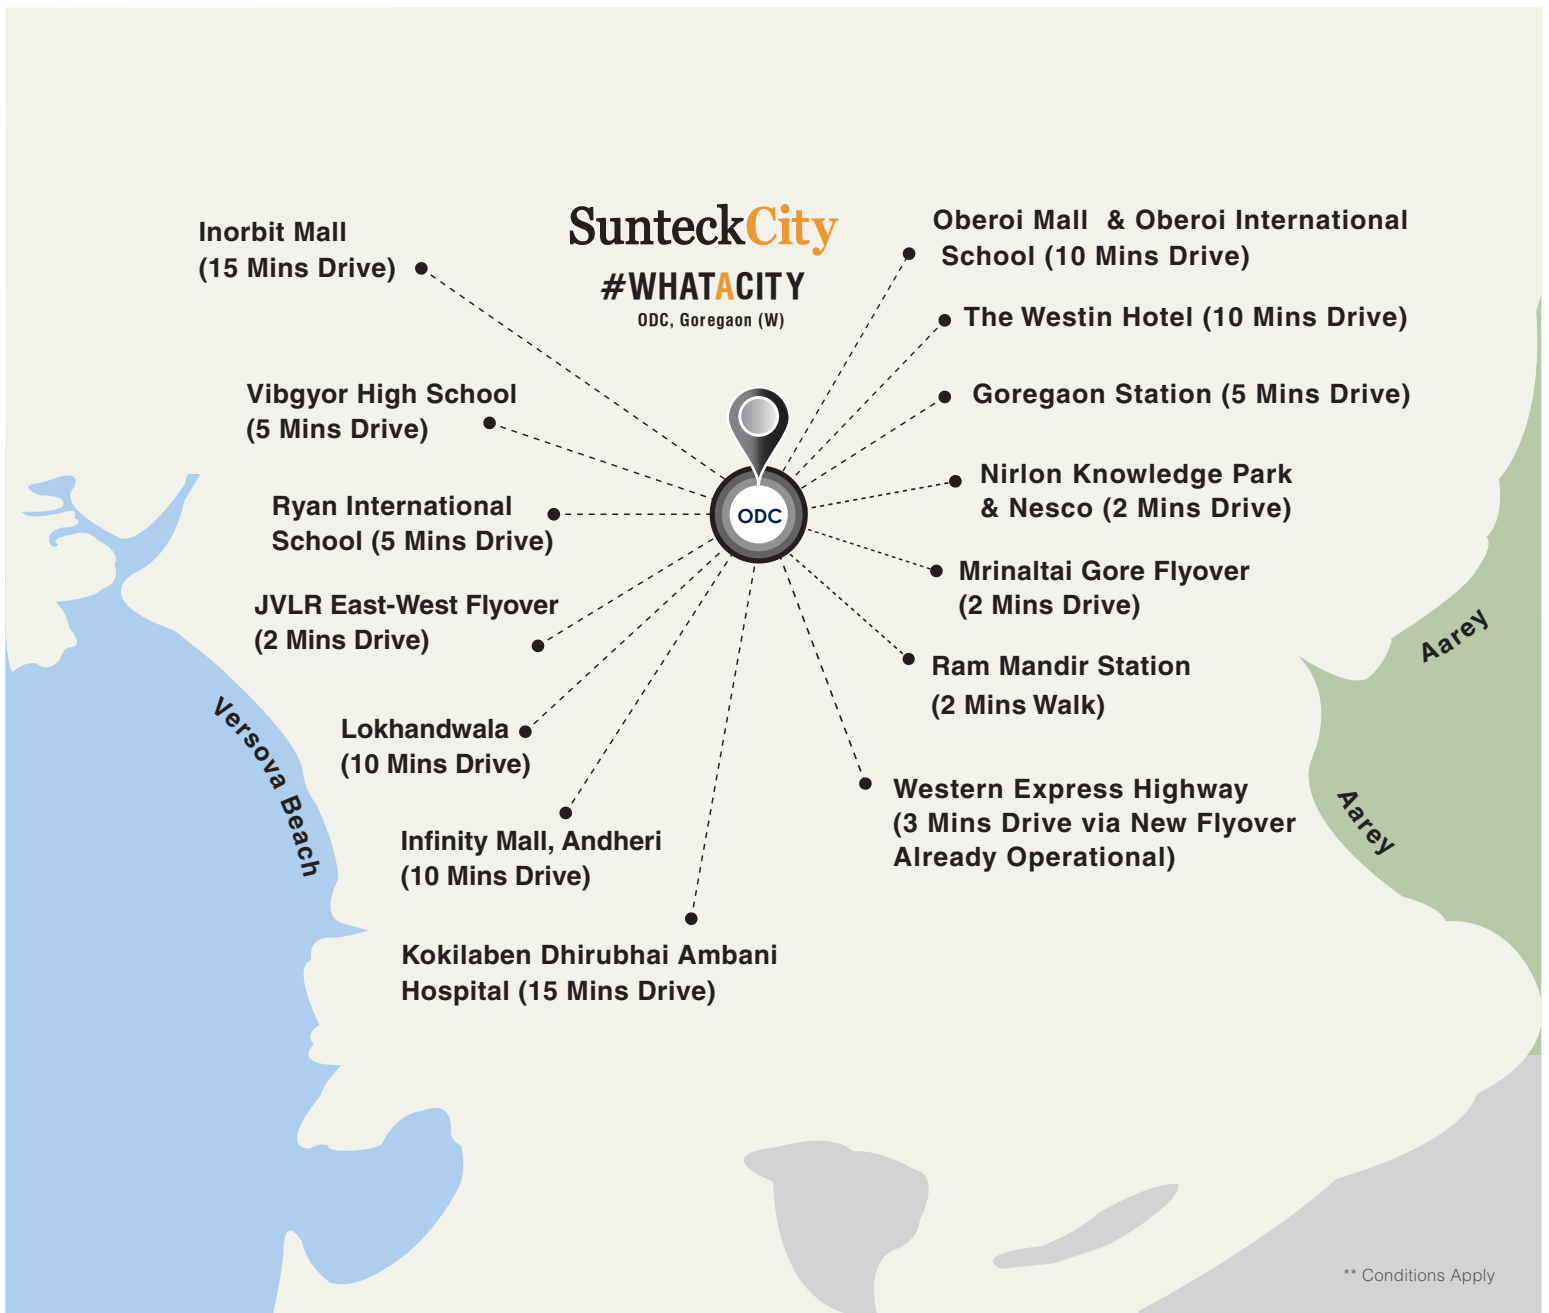 SunteckCity
#WHATACITY
ODC, Goregaon (W)
Inorbit Mall
(15 Mins Drive)
Vibgyor High School
(5 Mins Drive)
Ryan International
School (5 Mins Drive)
JVLR East-West Flyover
(2 Mins Drive)
Lokhandwala
(10 Mins Drive)
Infinity Mall, Andheri
(10 Mins Drive)
Kokilaben Dhirubhai Ambani
Hospital (15 Mins Drive)
ODC
Oberoi Mall & Oberoi International
School (10 Mins Drive)
The Westin Hotel (10 Mins Drive)
Goregaon Station (5 Mins Drive)
Nirlon Knowledge Park
& Nesco (2 Mins Drive)
Mrinaltai Gore Flyover
(2 Mins Drive)
Ram Mandir Station
(2 Mins Walk)
Western Express Highway
(3 Mins Drive via New Flyover
Already Operational)
Versova Beach
Aarey
Aarey
** Conditions Apply